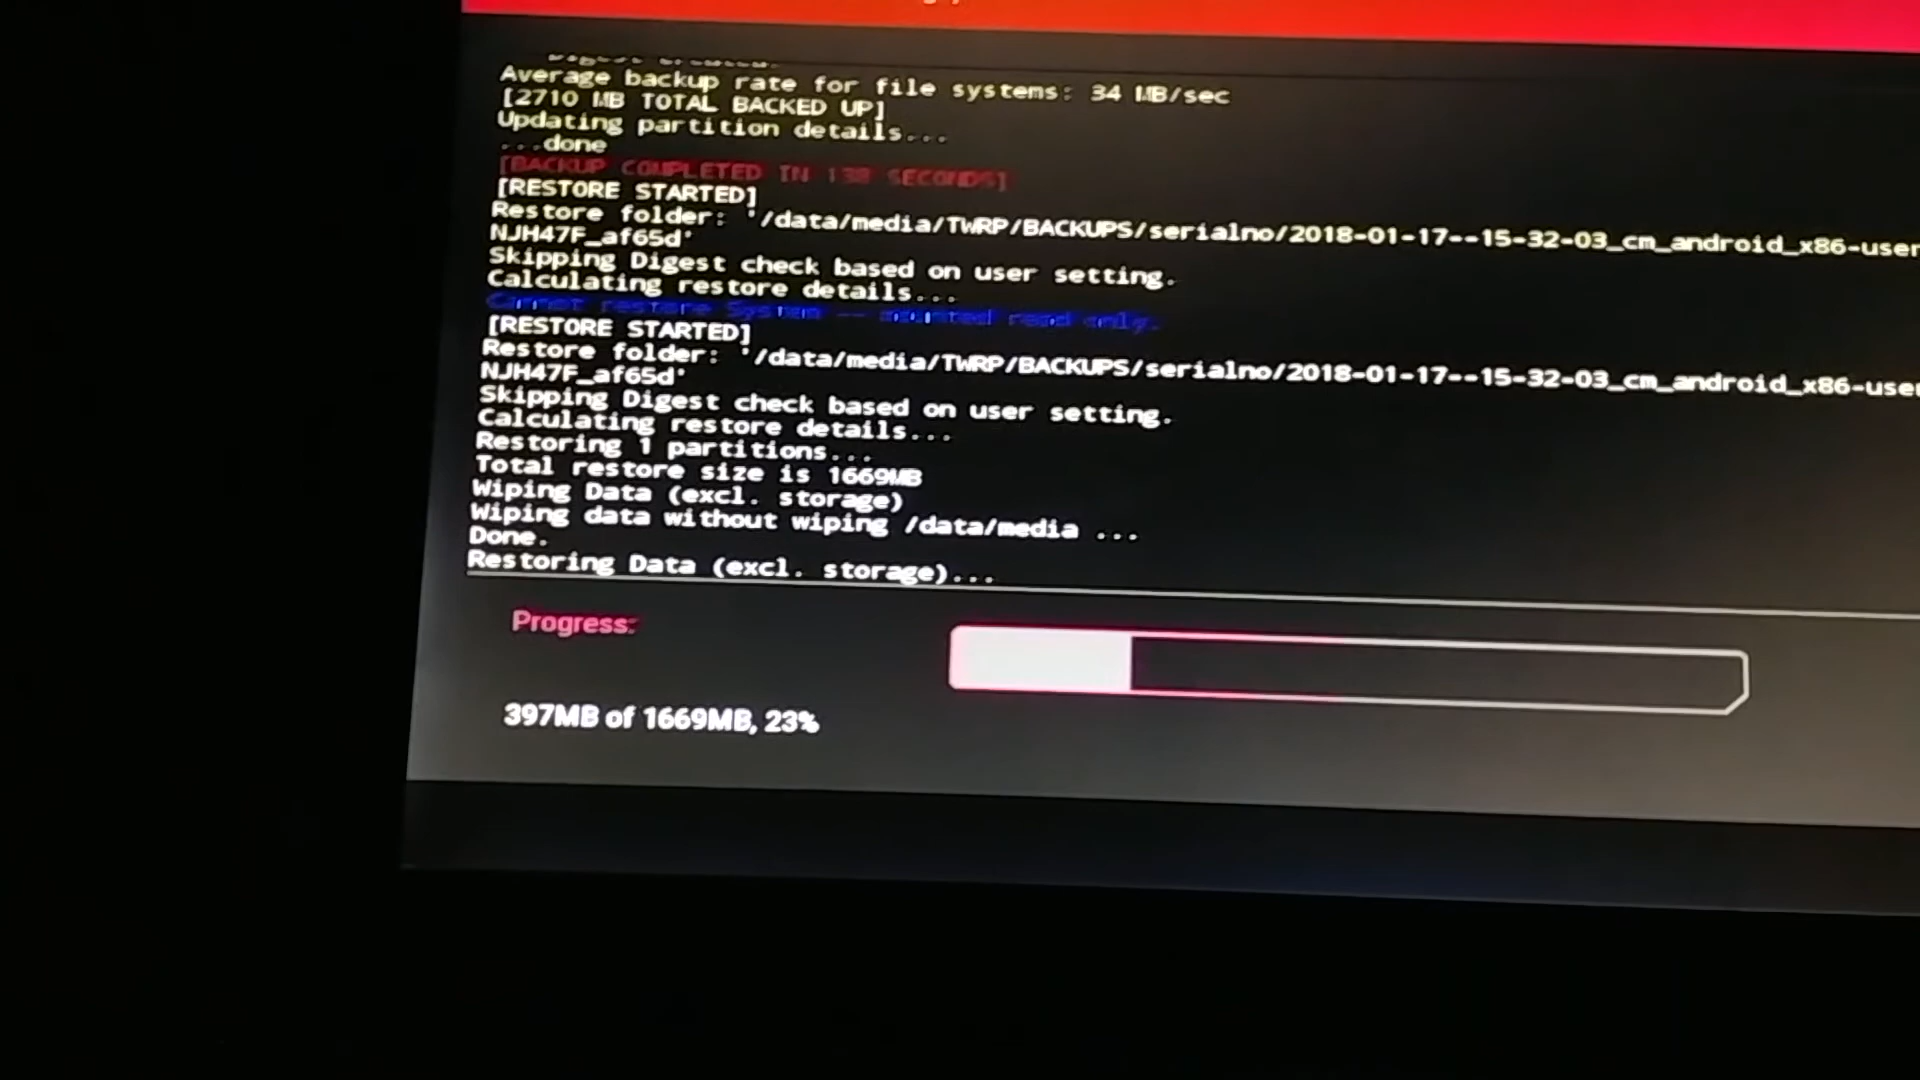 Digest created.
Average backup rate for file systems: 34 MB/sec
[2710 MB TOTAL BACKED UP]
Updating partition details...
...done
[BACKUP COMPLETED IN 138 SECONDS]
[RESTORE STARTED]
Restore folder: '/data/media/TWRP/BACKUPS/serialno/2018-01-17--15-32-03_cm_android_x86-user
NJH47F_af65d'
Skipping Digest check based on user setting.
Calculating restore details...
Cannot restore System -- mounted read only.
[RESTORE STARTED]
Restore folder: '/data/media/TWRP/BACKUPS/serialno/2018-01-17--15-32-03_cm_android_x86-user
NJH47F_af65d'
Skipping Digest check based on user setting.
Calculating restore details...
Restoring 1 partitions...
Total restore size is 1669MB
Wiping Data (excl. storage)
Wiping data without wiping /data/media ...
Done.
Restoring Data (excl. storage)...
Progress:
397MB of 1669MB, 23%